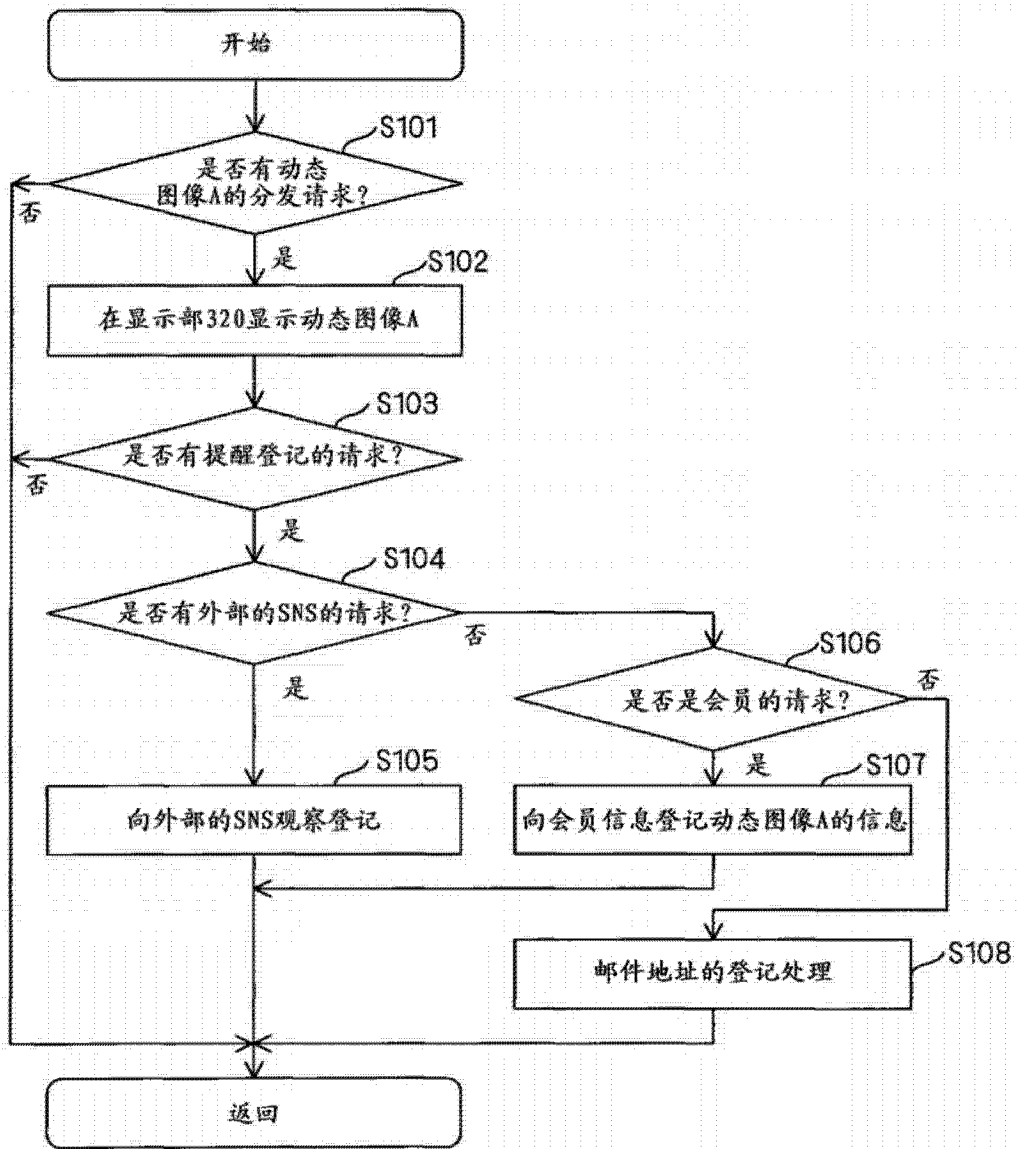 开始
S101
是否有动态
图像A的分发请求?
否
是
S102
在显示部320显示动态图像A
S103
是否有提醒登记的请求?
否
是
S104
是否有外部的SNS的请求?
否
是
S106
是否是会员的请求?
否
是
S105
向外部的SNS观察登记
S107
向会员信息登记动态图像A的信息
S108
邮件地址的登记处理
返回